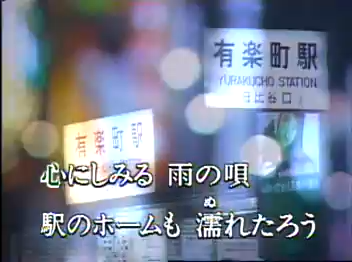 有楽町駅
YURAKUCHO STATION
日比谷口
有楽町駅
心にしみる 雨の唄
駅のホームも 濡れたろう
ぬ